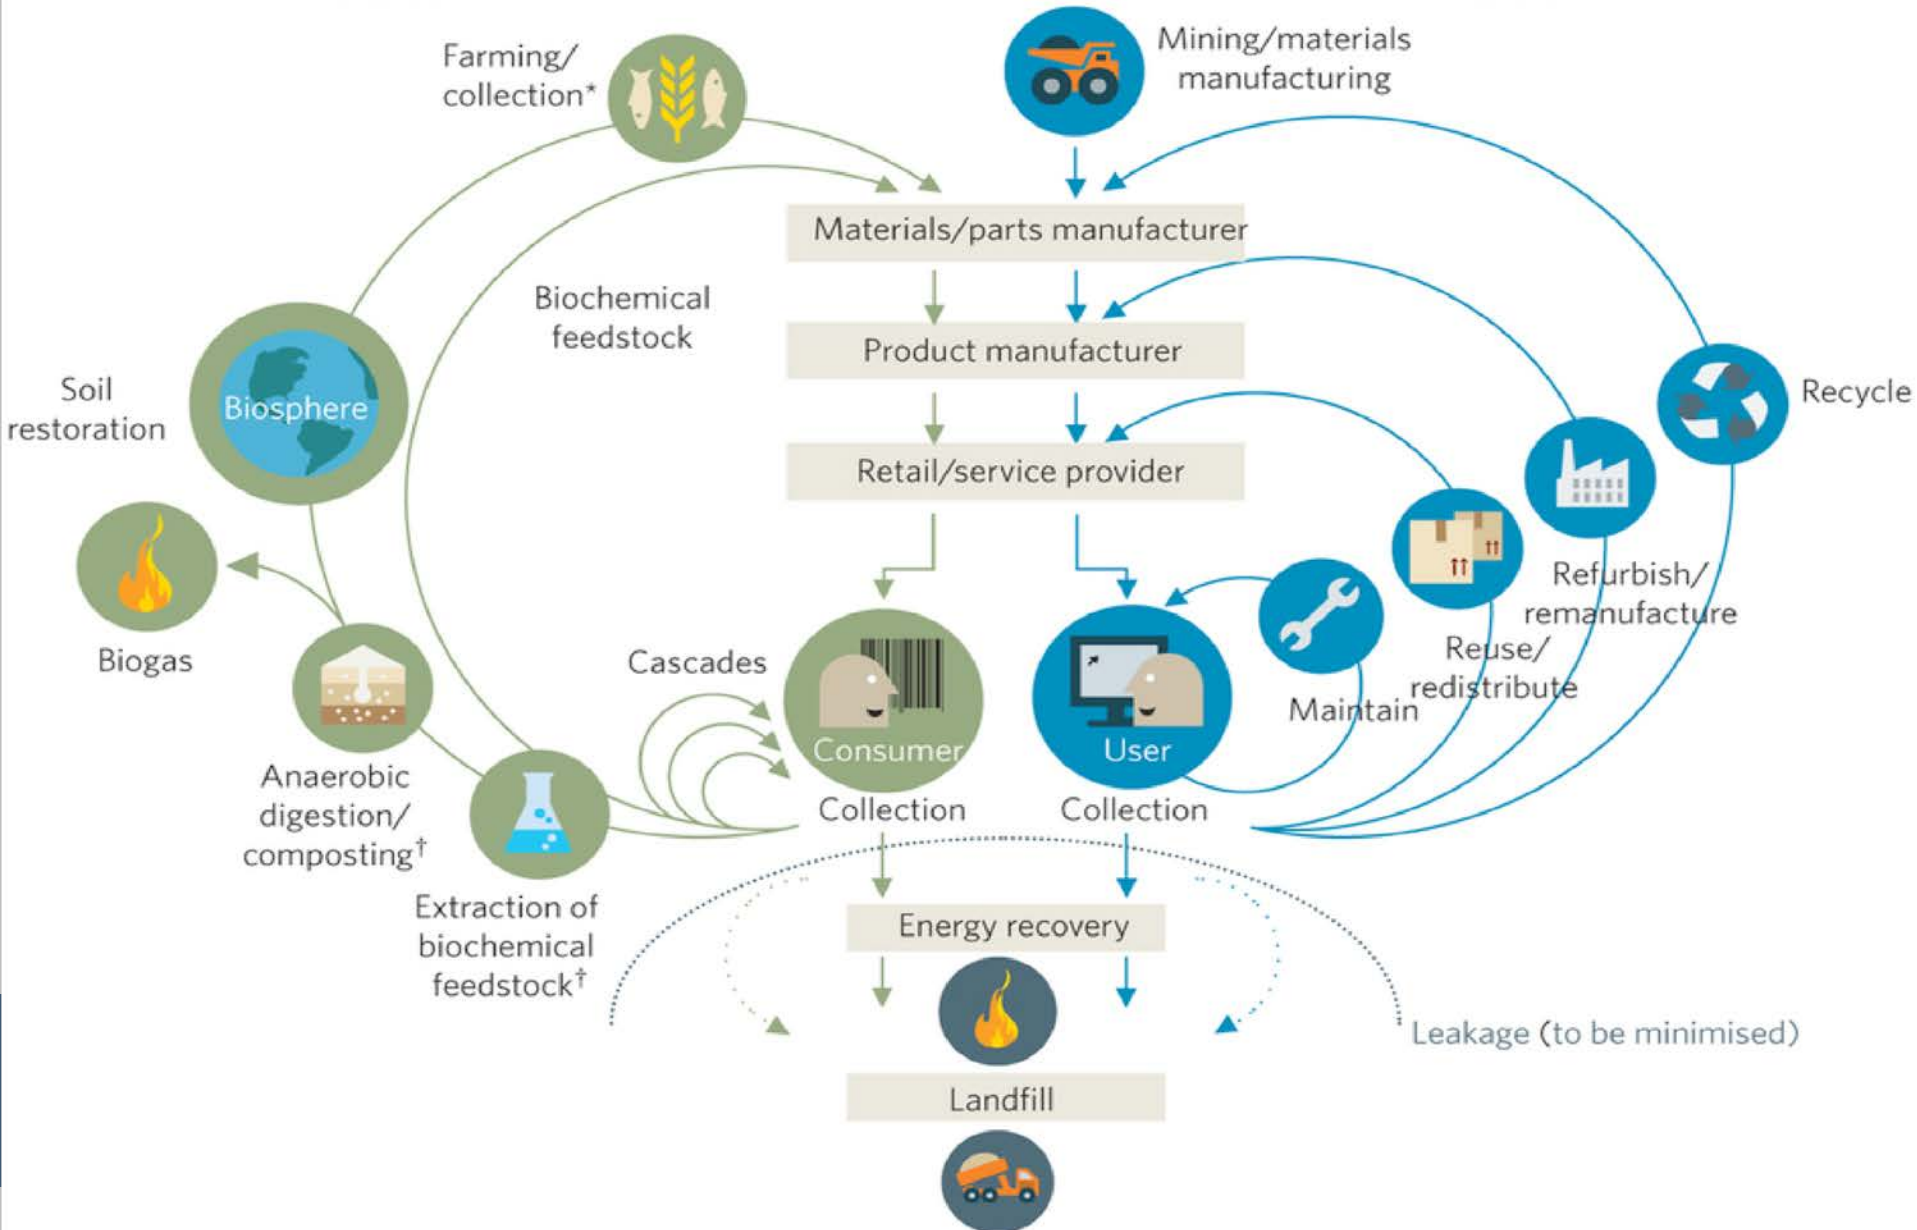 Farming/
collection*
Mining/materials
manufacturing
Materials/parts manufacturer
Biochemical
feedstock
Product manufacturer
Soil
restoration
Biosphere
Recycle
Retail/service provider
Biogas
Refurbish/
remanufacture
Cascades
Reuse/
redistribute
Maintain
Consumer
User
Anaerobic
digestion/
composting†
Collection
Collection
Extraction of
biochemical
feedstock†
Energy recovery
Leakage (to be minimised)
Landfill